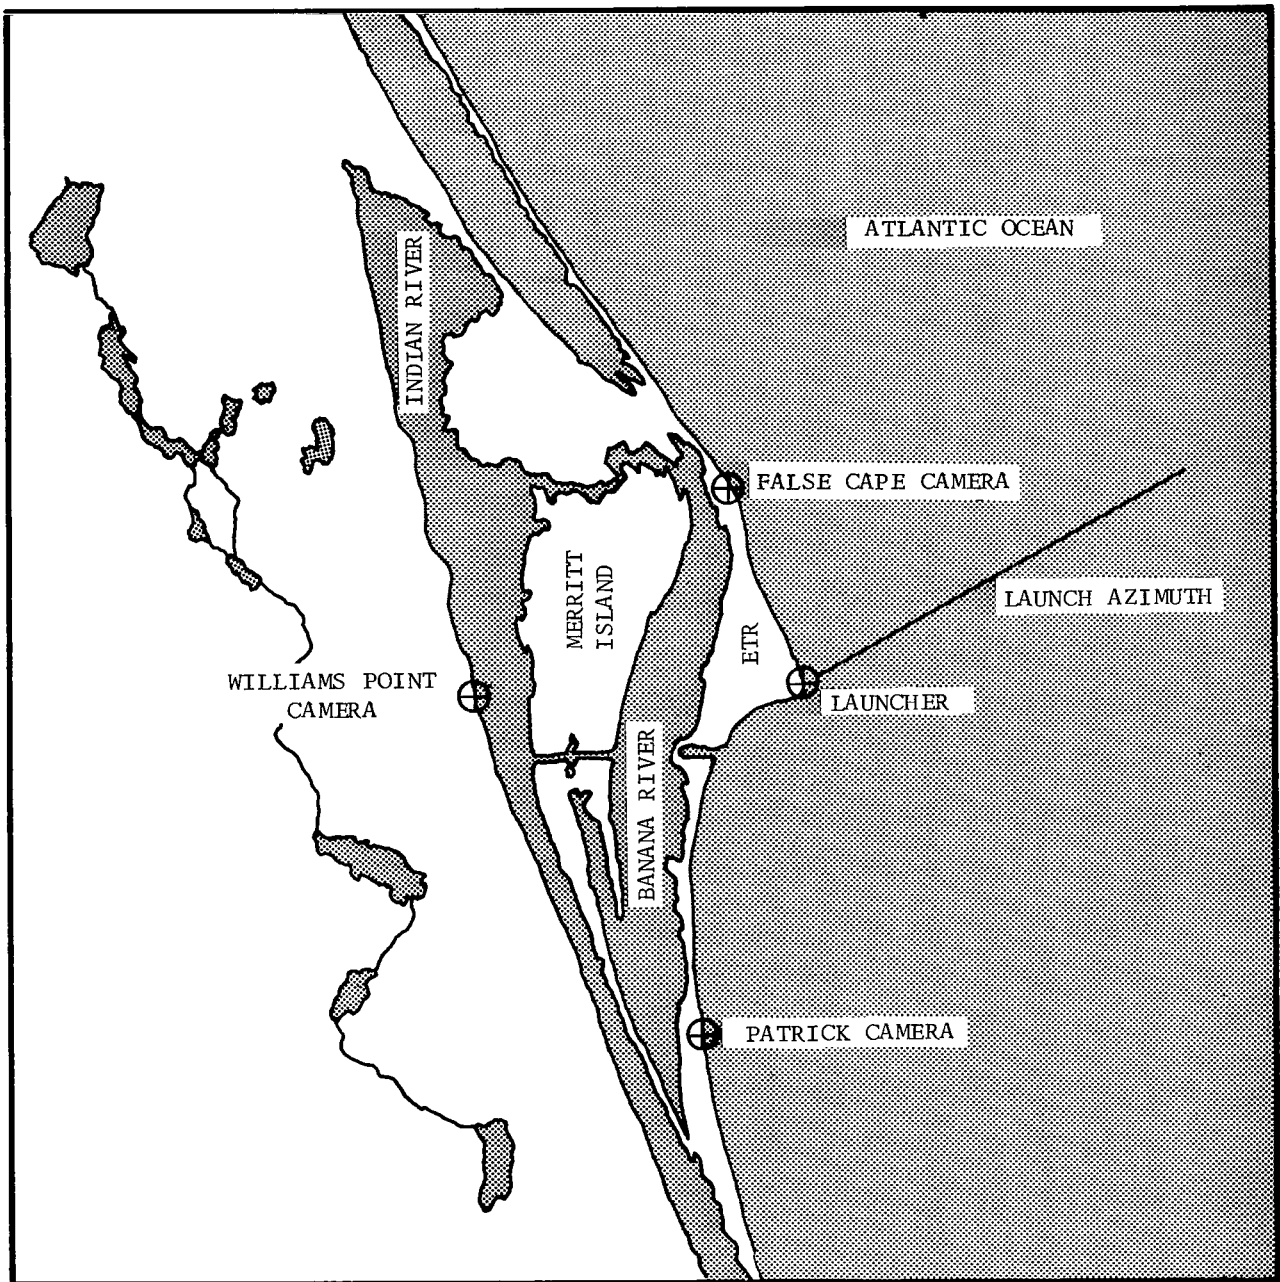 ATLANTIC OCEAN
INDIAN RIVER
FALSE CAPE CAMERA
MERRITT
ISLAND
LAUNCH AZIMUTH
ETR
WILLIAMS POINT
CAMERA
LAUNCHER
BANANA RIVER
PATRICK CAMERA